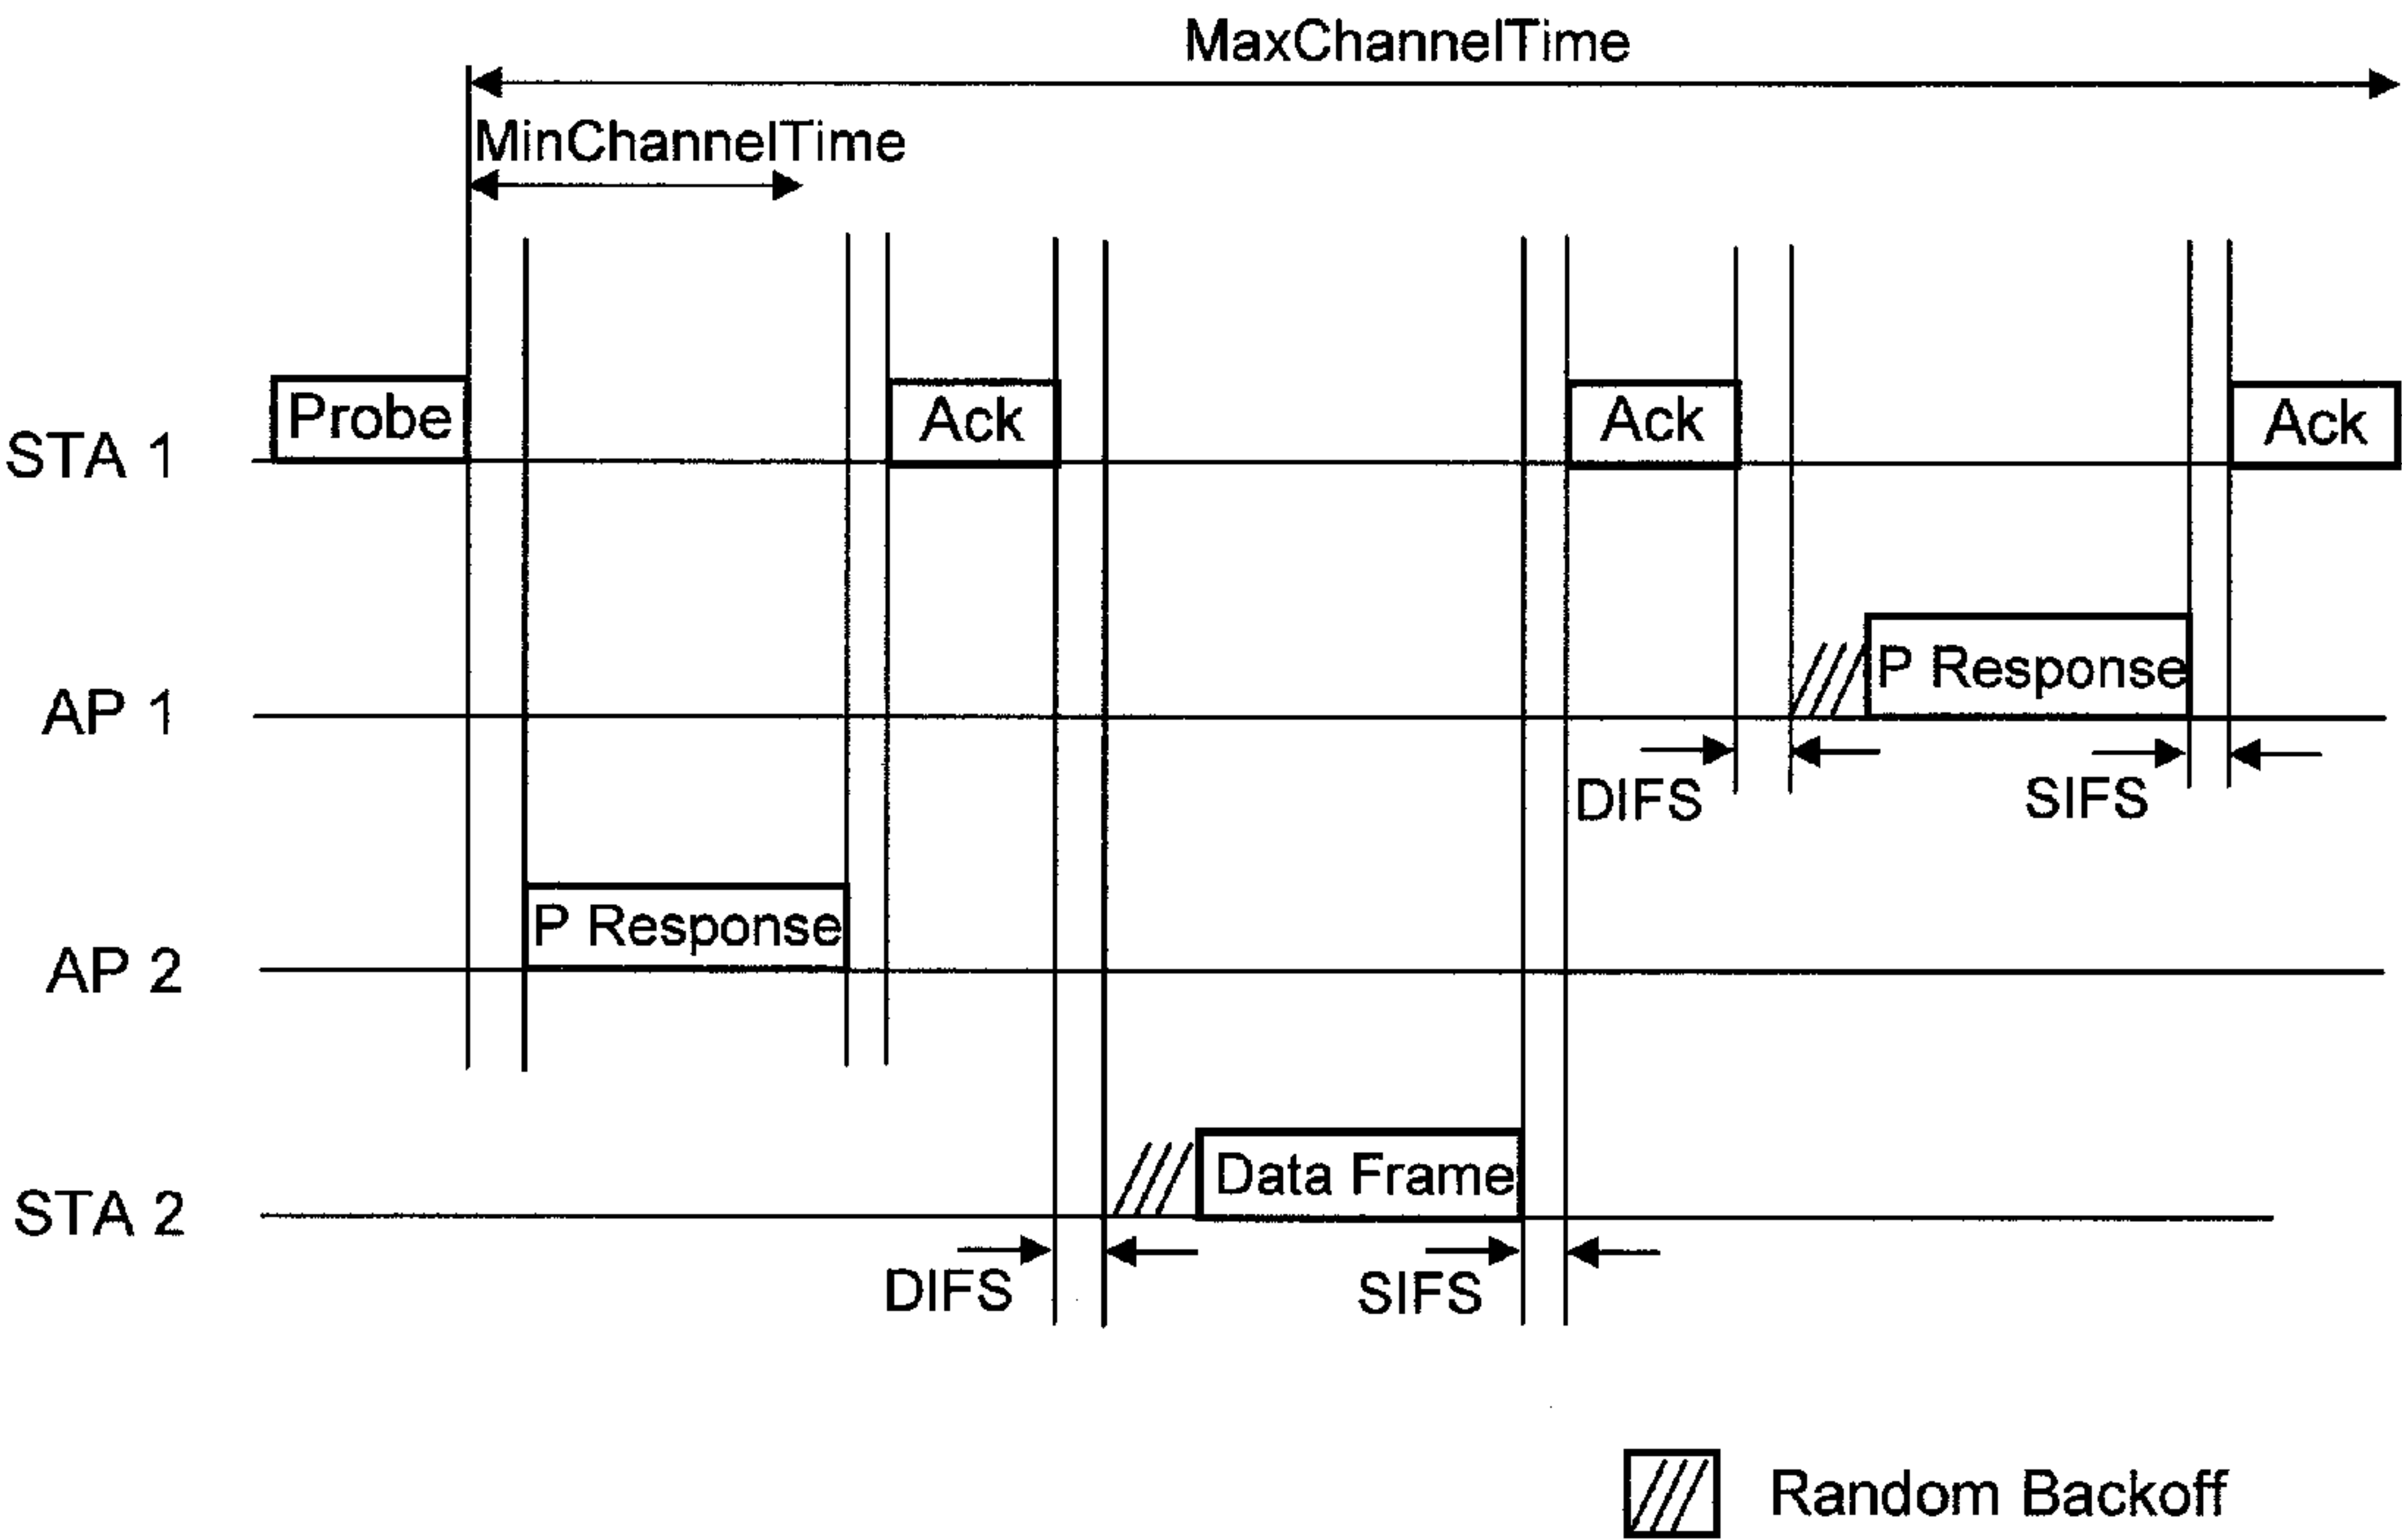 MaxChannelTime
MinChannelTime
STA 1
Probe
Ack
Ack
Ack
AP 1
P Response
DIFS
SIFS
AP 2
P Response
STA 2
Data Frame
DIFS
SIFS
Random Backoff